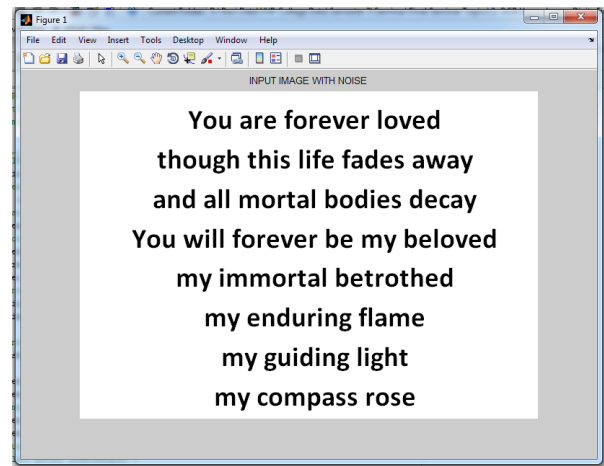 Figure 1
File Edit View Insert Tools Desktop Window Help
INPUT IMAGE WITH NOISE
You are forever loved
though this life fades away
and all mortal bodies decay
You will forever be my beloved
my immortal betrothed
my enduring flame
my guiding light
my compass rose